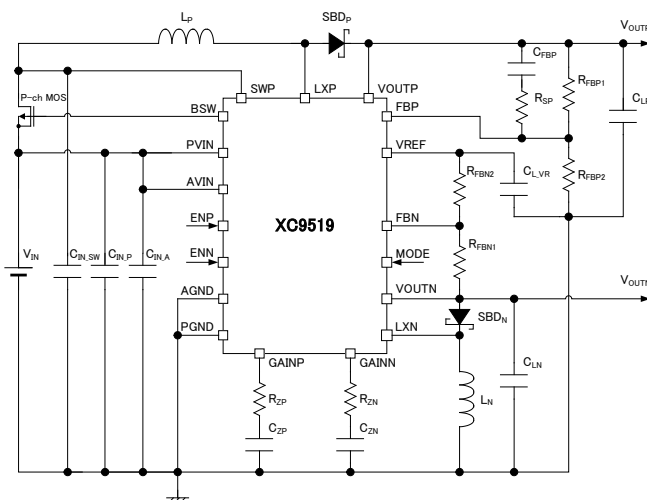 L_P
SBD_P
V_OUTP
C_FBP
R_SP
R_FBP1
C_LP
R_FBP2
P-ch MOS
SWP
LXP
VOUTP
BSW
FBP
PVIN
VREF
R_FBN2
C_L_VR
AVIN
ENP
XC9519
FBN
R_FBN1
ENN
MODE
V_IN
C_IN_SW
C_IN_P
C_IN_A
AGND
VOUTN
V_OUTN
PGND
LXN
SBD_N
GAINP
GAINN
L_N
C_LN
R_ZP
R_ZN
C_ZP
C_ZN